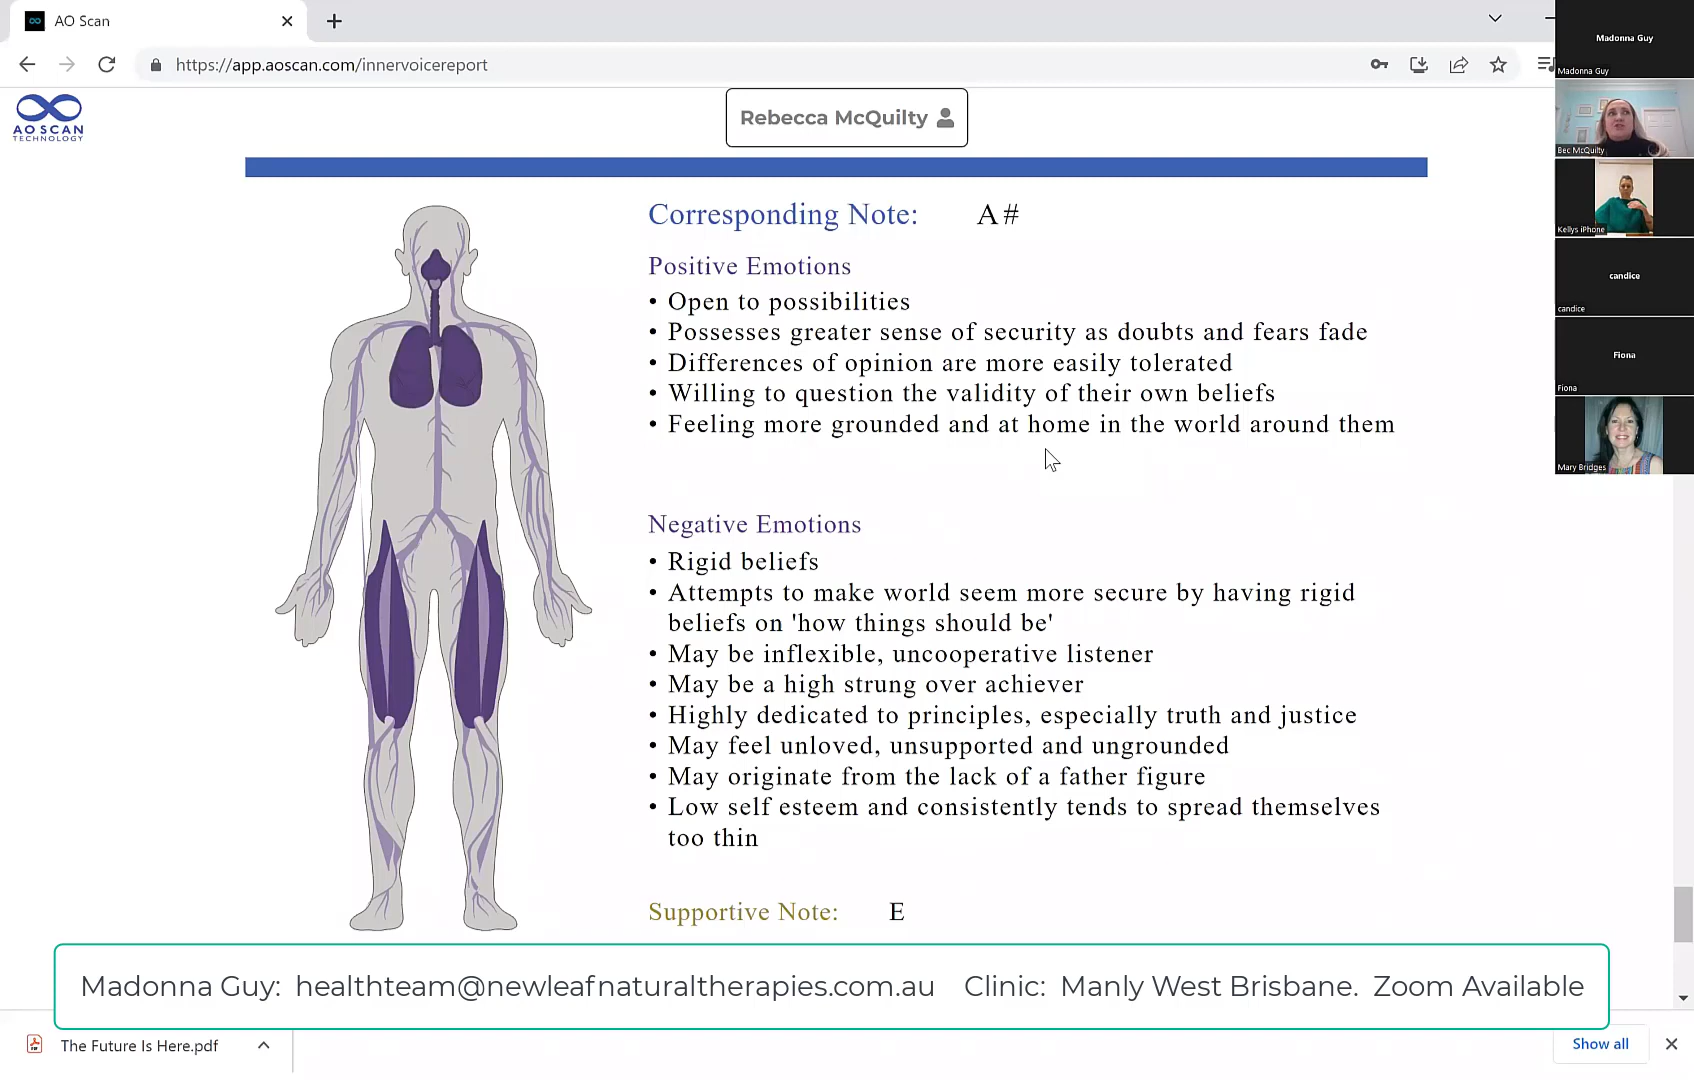 AO Scan
https://app.aoscan.com/innervoicereport
Madonna Guy
Madonna Guy
AO SCAN
TECHNOLOGY
Rebecca McQuilty
Bec McQuilty
Kellys iPhone
candice
candice
Fiona
Fiona
Mary Bridges
Corresponding Note: A#
Positive Emotions
• Open to possibilities
• Possesses greater sense of security as doubts and fears fade
• Differences of opinion are more easily tolerated
• Willing to question the validity of their own beliefs
• Feeling more grounded and at home in the world around them
Negative Emotions
• Rigid beliefs
• Attempts to make world seem more secure by having rigid
beliefs on 'how things should be'
• May be inflexible, uncooperative listener
• May be a high strung over achiever
• Highly dedicated to principles, especially truth and justice
• May feel unloved, unsupported and ungrounded
• May originate from the lack of a father figure
• Low self esteem and consistently tends to spread themselves
too thin
Supportive Note: E
Madonna Guy: healthteam@newleafnaturaltherapies.com.au Clinic: Manly West Brisbane. Zoom Available
The Future Is Here.pdf
Show all